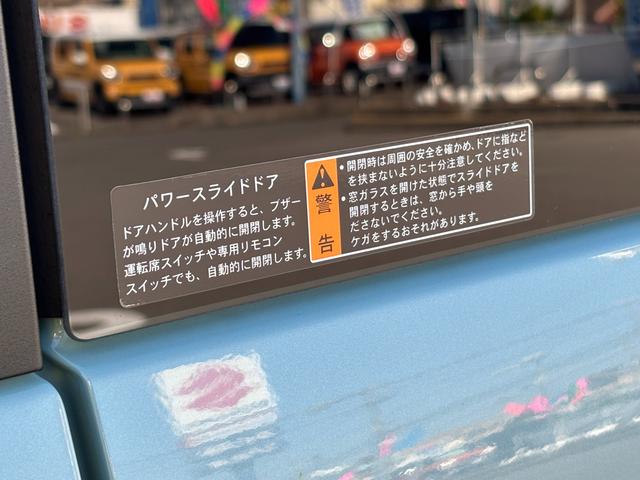 パワースライドドア
ドアハンドルを操作すると、ブザー
が鳴りドアが自動的に開閉します。
運転席スイッチや専用リモコン
スイッチでも、自動的に開閉します。
警告
•開閉時は周囲の安全を確かめ、ドアに指など
を挟まないように十分注意してください。
•窓ガラスを開けた状態でスライドドアを
開閉するときは、窓から手や頭を
ださないでください。
ケガをするおそれがあります。